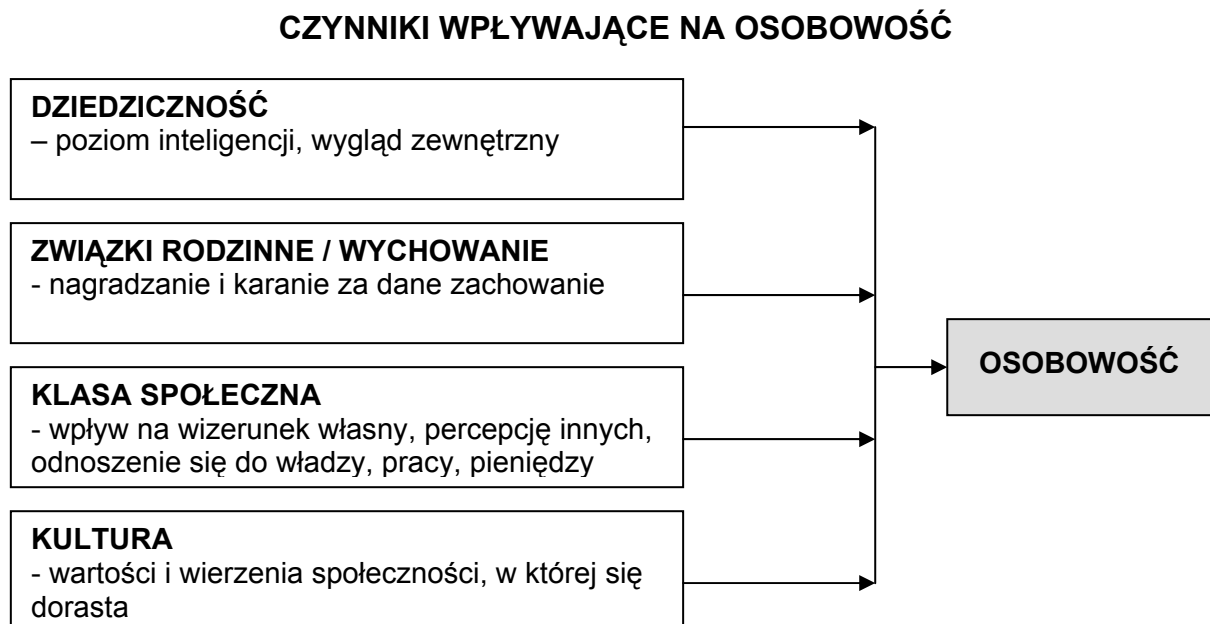 CZYNNIKI WPŁYWAJĄCE NA OSOBOWOŚĆ
DZIEDZICZNOŚĆ
– poziom inteligencji, wygląd zewnętrzny
ZWIĄZKI RODZINNE / WYCHOWANIE
- nagradzanie i karanie za dane zachowanie
KLASA SPOŁECZNA
- wpływ na wizerunek własny, percepcję innych,
odnoszenie się do władzy, pracy, pieniędzy
KULTURA
- wartości i wierzenia społeczności, w której się
dorasta
OSOBOWOŚĆ